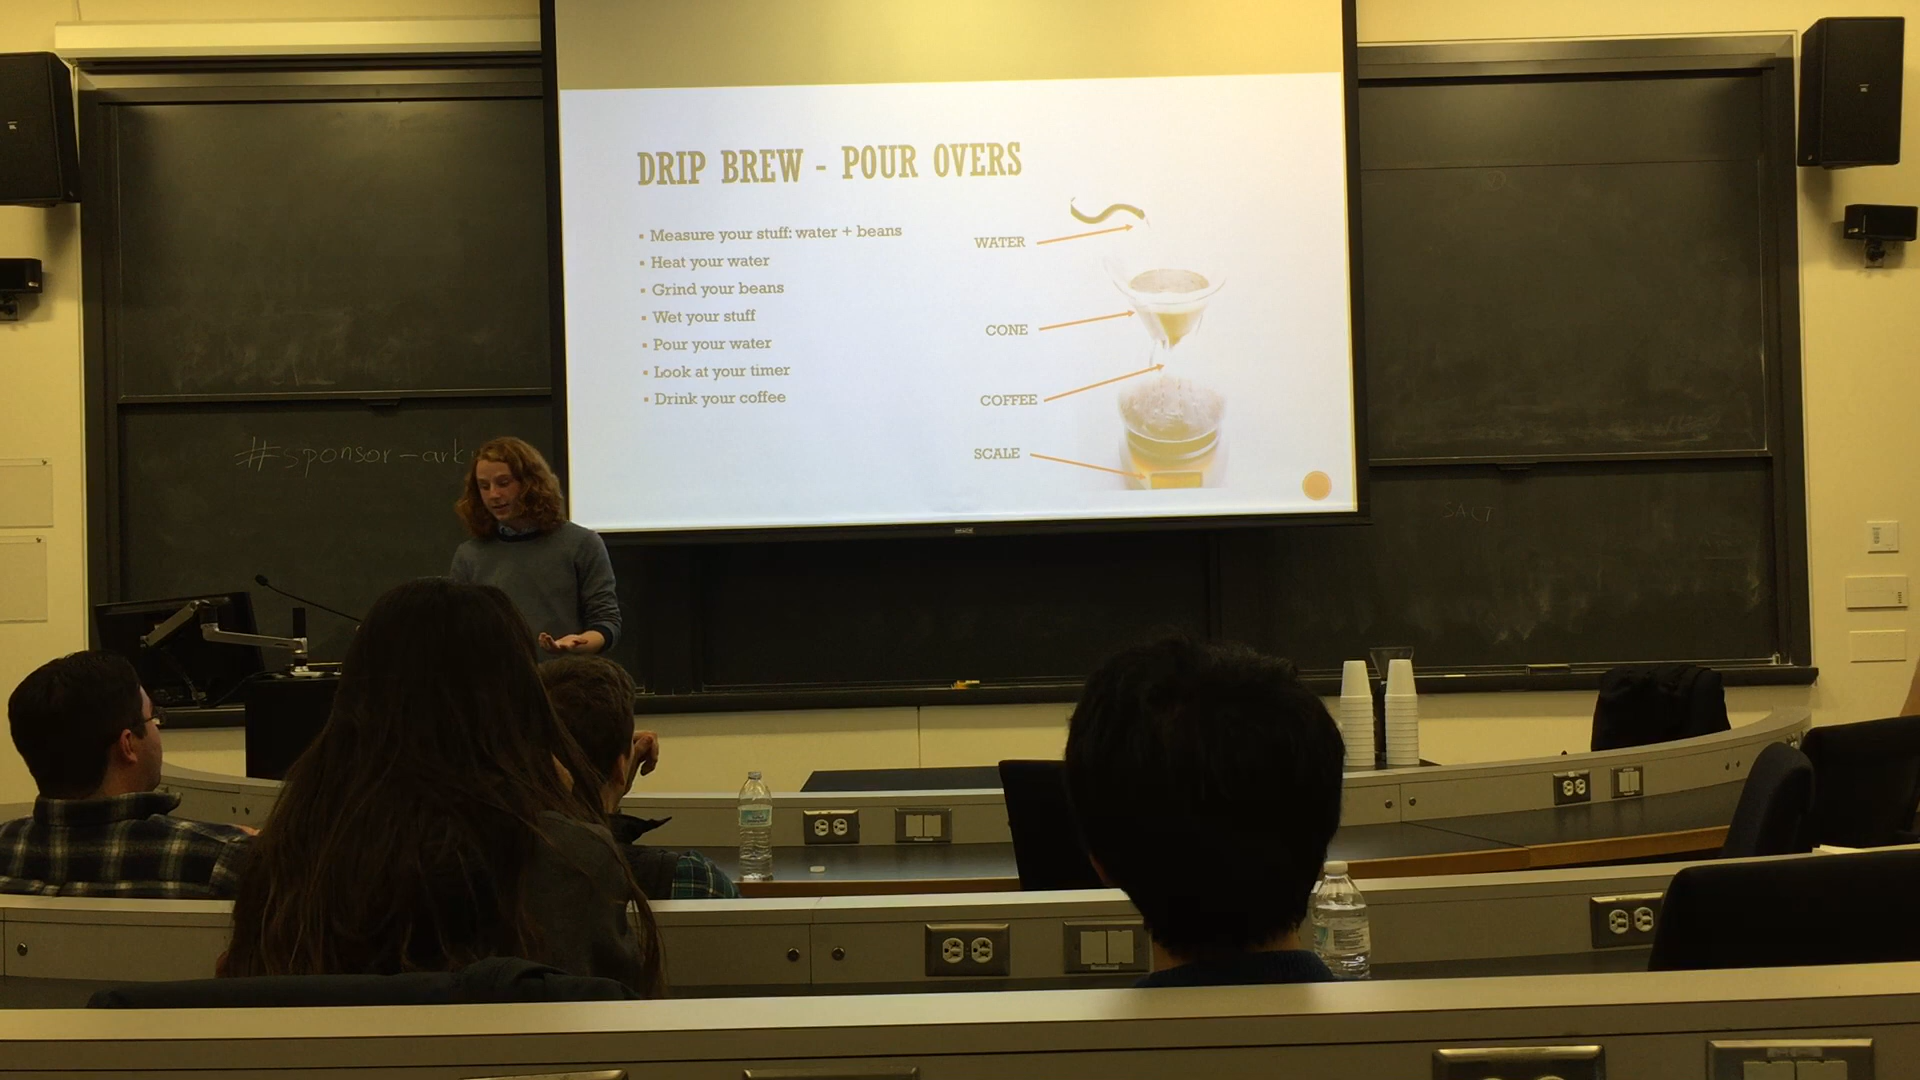 DRIP BREW - POUR OVERS
▪ Measure your stuff: water + beans
▪ Heat your water
▪ Grind your beans
▪ Wet your stuff
▪ Pour your water
▪ Look at your timer
▪ Drink your coffee
WATER
CONE
COFFEE
SCALE
#sponsor-ark
SALT